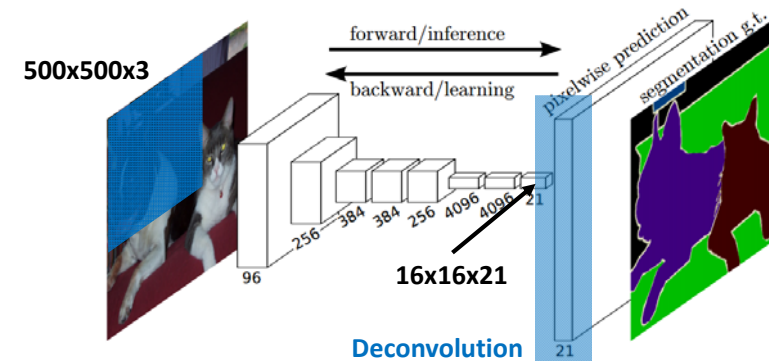 forward/inference
backward/learning
pixelwise prediction
segmentation g.t.
500x500x3
96
256
384
384
256
4096
4096
21
16x16x21
Deconvolution
21